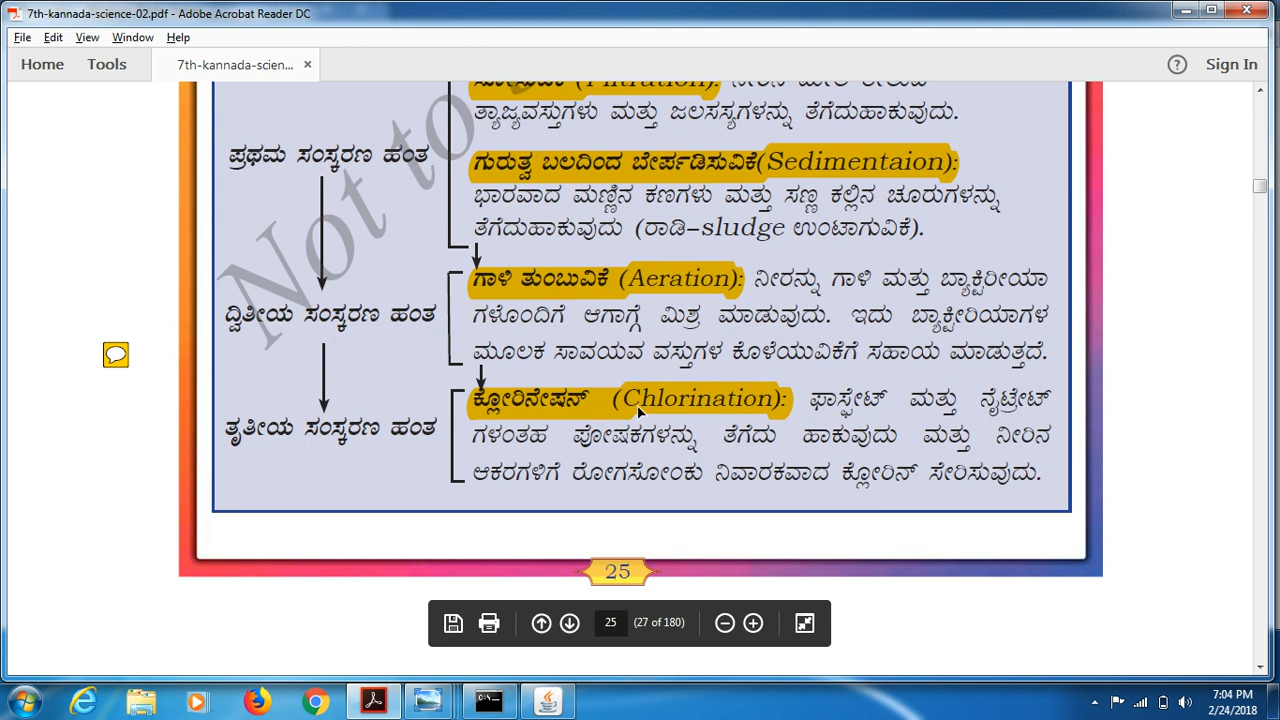 7th-kannada-science-02.pdf - Adobe Acrobat Reader DC
File Edit View Window Help
Home Tools 7th-kannada-scien... × Sign In
ಸೋಸುವಿಕೆ (Filtration): ನೀರಿನ ಮೇಲೆ ತೇಲುವ
ತ್ಯಾಜ್ಯವಸ್ತುಗಳು ಮತ್ತು ಜಲಸಸ್ಯಗಳನ್ನು ತೆಗೆದುಹಾಕುವುದು.
ಪ್ರಥಮ ಸಂಸ್ಕರಣ ಹಂತ
ಗುರುತ್ವ ಬಲದಿಂದ ಬೇರ್ಪಡಿಸುವಿಕೆ(Sedimentaion):
ಭಾರವಾದ ಮಣ್ಣಿನ ಕಣಗಳು ಮತ್ತು ಸಣ್ಣ ಕಲ್ಲಿನ ಚೂರುಗಳನ್ನು
ತೆಗೆದುಹಾಕುವುದು (ರಾಡಿ-sludge ಉಂಟಾಗುವಿಕೆ).
ದ್ವಿತೀಯ ಸಂಸ್ಕರಣ ಹಂತ
ಗಾಳಿ ತುಂಬುವಿಕೆ (Aeration): ನೀರನ್ನು ಗಾಳಿ ಮತ್ತು ಬ್ಯಾಕ್ಟಿರೀಯಾ
ಗಳೊಂದಿಗೆ ಆಗಾಗ್ಗೆ ಮಿಶ್ರ ಮಾಡುವುದು. ಇದು ಬ್ಯಾಕ್ಟೀರಿಯಾಗಳ
ಮೂಲಕ ಸಾವಯವ ವಸ್ತುಗಳ ಕೊಳೆಯುವಿಕೆಗೆ ಸಹಾಯ ಮಾಡುತ್ತದೆ.
ತೃತೀಯ ಸಂಸ್ಕರಣ ಹಂತ
ಕ್ಲೋರಿನೇಷನ್ (Chlorination): ಫಾಸ್ಫೇಟ್ ಮತ್ತು ನೈಟ್ರೇಟ್
ಗಳಂತಹ ಪೋಷಕಗಳನ್ನು ತೆಗೆದು ಹಾಕುವುದು ಮತ್ತು ನೀರಿನ
ಆಕರಗಳಿಗೆ ರೋಗಸೋಂಕು ನಿವಾರಕವಾದ ಕ್ಲೋರಿನ್ ಸೇರಿಸುವುದು.
Not to
25
25 (27 of 180)
7:04 PM
2/24/2018